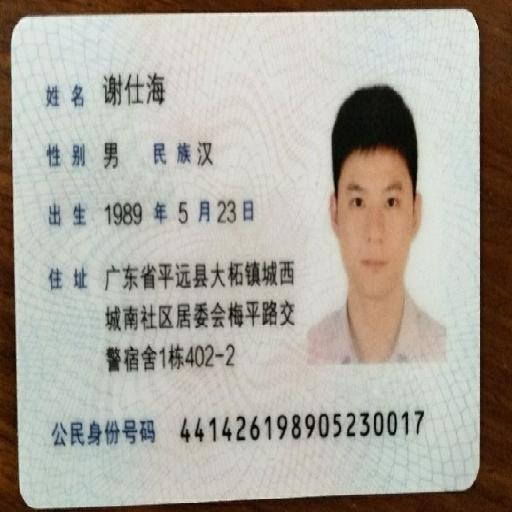 姓名 谢仕海
性别 男 民族 汉
出生 1989 年 5 月 23 日
住址 广东省平远县大柘镇城西
城南社区居委会梅平路交
警宿舍1栋402-2
公民身份号码 441426198905230017